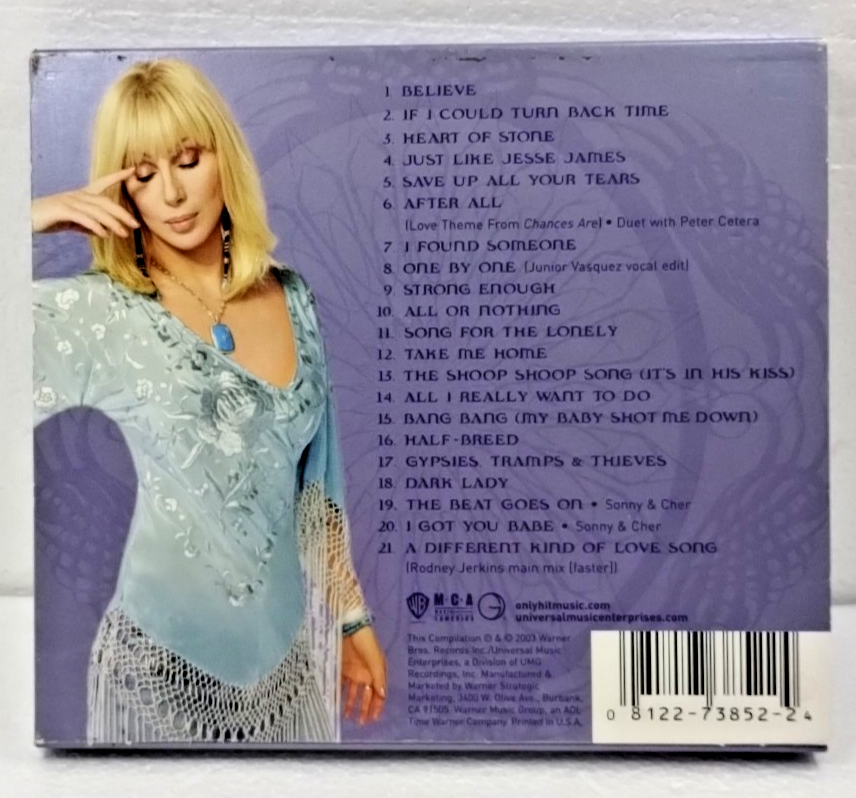 1. BELIEVE
2. IF I COULD TURN BACK TIME
3. HEART OF STONE
4. JUST LIKE JESSE JAMES
5. SAVE UP ALL YOUR TEARS
6. AFTER ALL
(Love Theme From Chances Are) • Duet with Peter Cetera
7. I FOUND SOMEONE
8. ONE BY ONE (Junior Vasquez vocal edit)
9. STRONG ENOUGH
10. ALL OR NOTHING
11. SONG FOR THE LONELY
12. TAKE ME HOME
13. THE SHOOP SHOOP SONG (IT'S IN HIS KISS)
14. ALL I REALLY WANT TO DO
15. BANG BANG (MY BABY SHOT ME DOWN)
16. HALF-BREED
17. GYPSIES, TRAMPS & THIEVES
18. DARK LADY
19. THE BEAT GOES ON • Sonny & Cher
20. I GOT YOU BABE • Sonny & Cher
21. A DIFFERENT KIND OF LOVE SONG
(Rodney Jerkins main mix [faster])
WB M·C·A onlyhitmusic.com
universalmusicenterprises.com
This Compilation ℗ & © 2003 Warner
Bros. Records Inc./Universal Music
Enterprises, a Division of UMG
Recordings, Inc. Manufactured &
Marketed by Warner Strategic
Marketing, 3400 W. Olive Ave., Burbank,
CA 91505. Warner Music Group, an AOL
Time Warner Company. Printed in U.S.A.
0 8122-73852-2 4